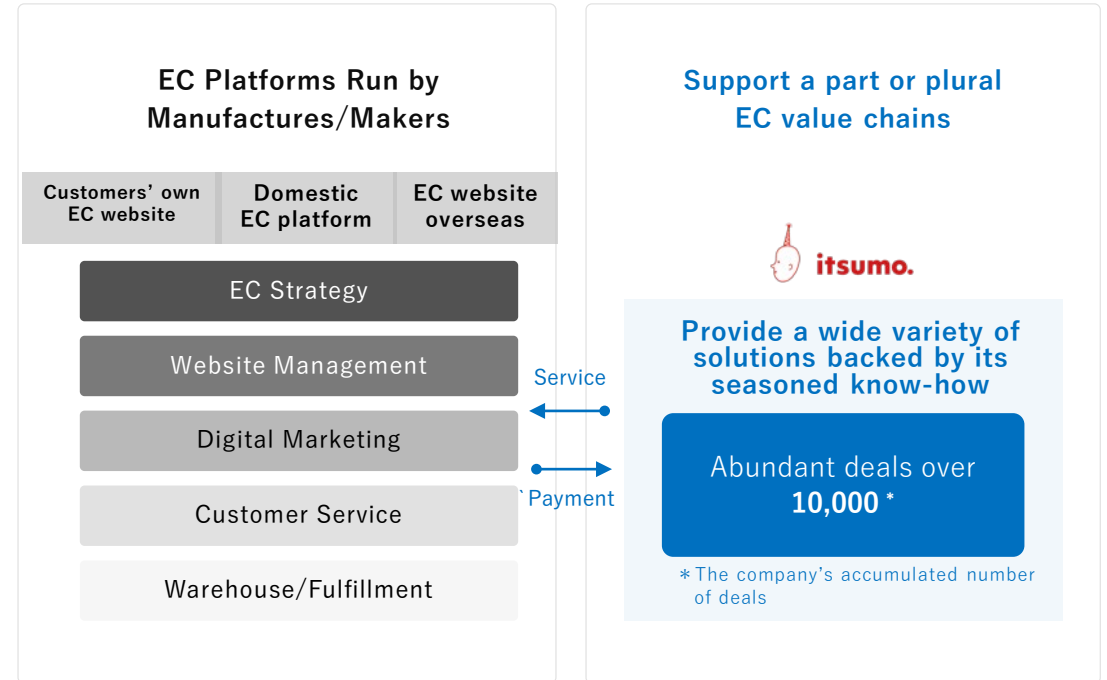 EC Platforms Run by
Manufactures/Makers
Customers’ own
EC website
Domestic
EC platform
EC website
overseas
EC Strategy
Website Management
Digital Marketing
Customer Service
Warehouse/Fulfillment
Service
`Payment
Support a part or plural
EC value chains
itsumo.
Provide a wide variety of
solutions backed by its
seasoned know-how
Abundant deals over
10,000 *
* The company’s accumulated number
of deals